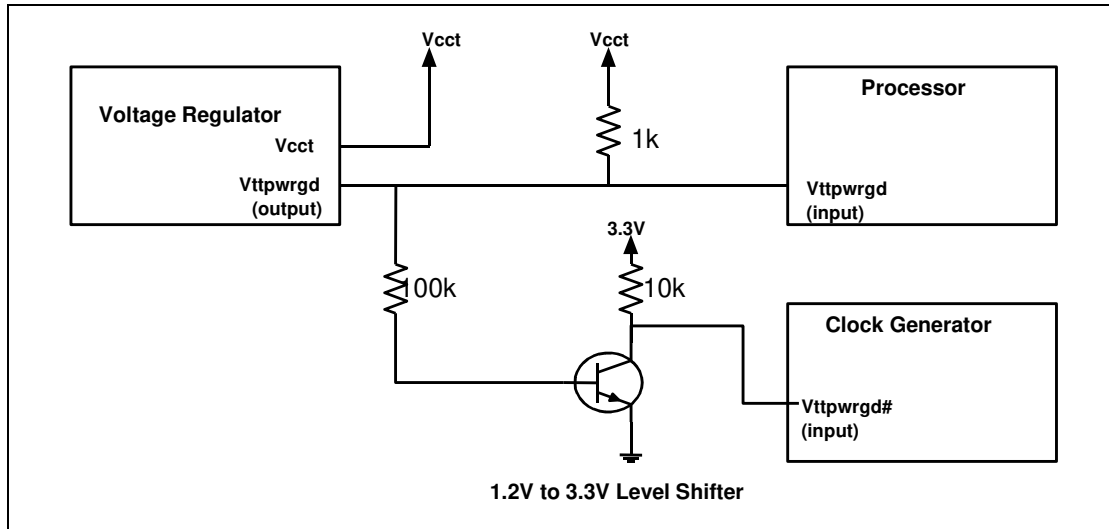 Vcct
Vcct
Voltage Regulator
Vcct
Vttpwrgd
(output)
1k
Processor
Vttpwrgd
(input)
3.3V
100k
10k
Clock Generator
Vttpwrgd#
(input)
1.2V to 3.3V Level Shifter